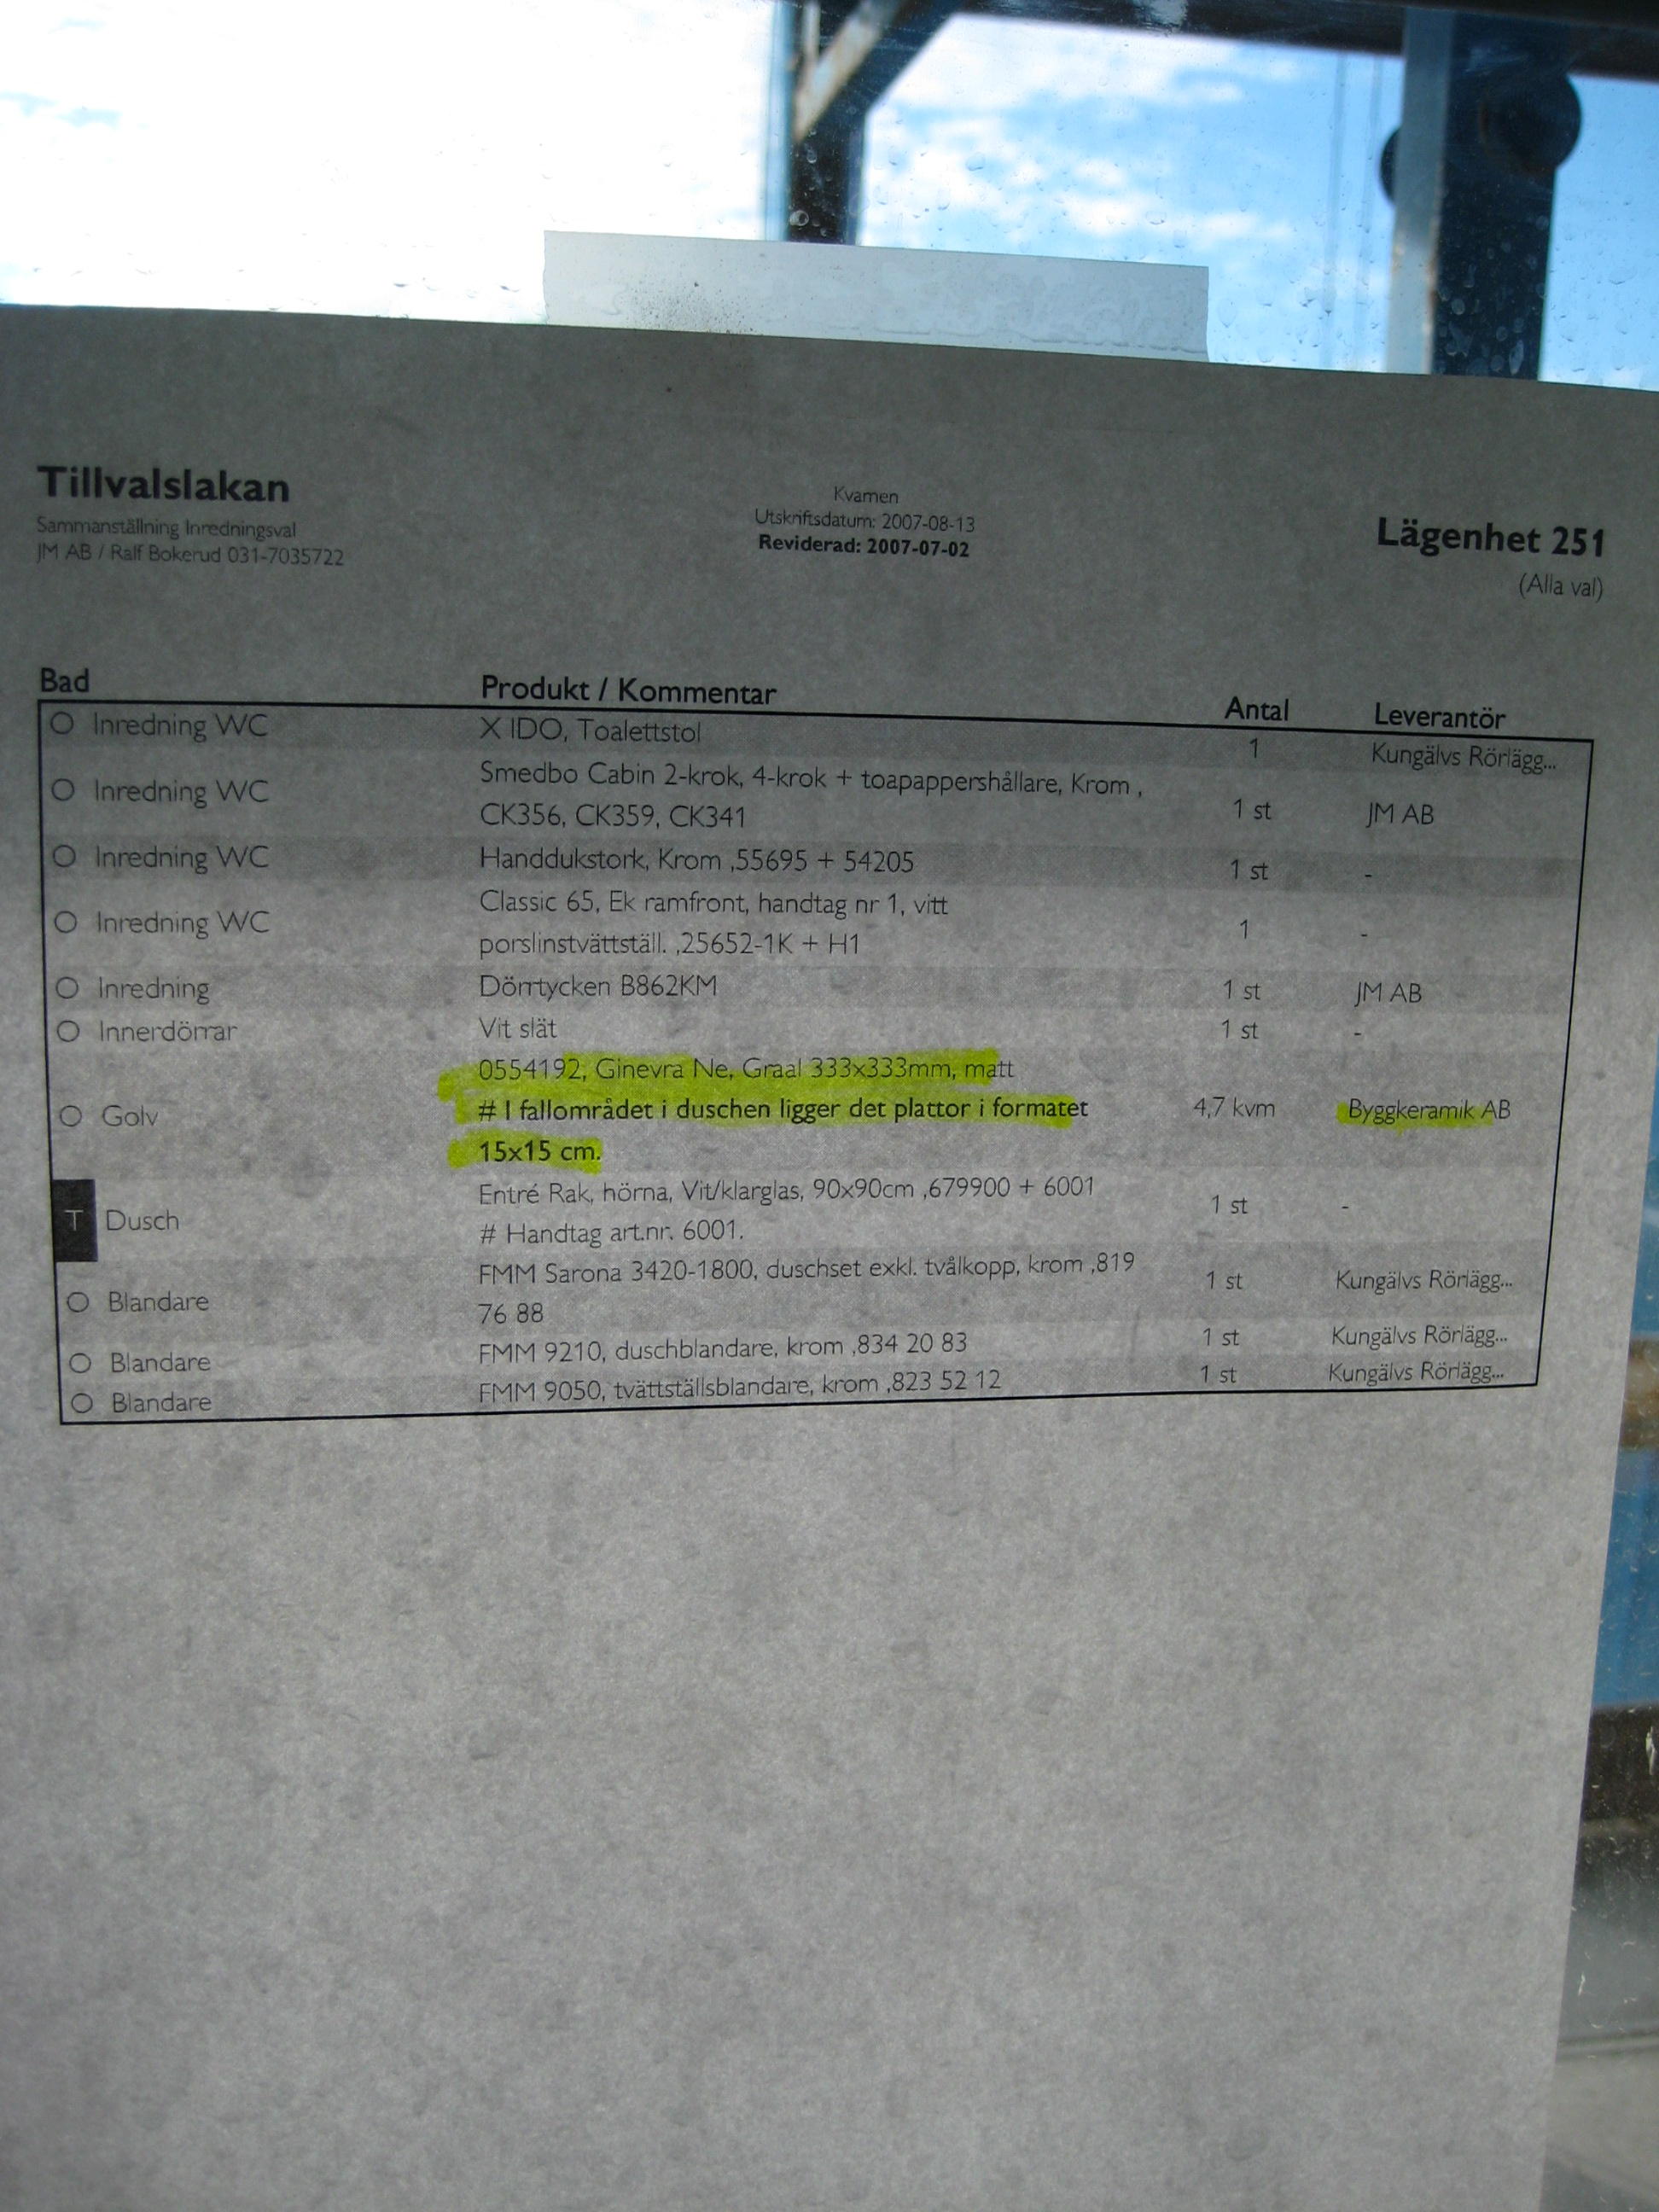 Tillvalslakan
Sammanställning Inredningsval
JM AB / Ralf Bokerud 031-7035722
Kvarnen
Utskriftsdatum: 2007-08-13
Reviderad: 2007-07-02
Lägenhet 251
(Alla val)
Bad Produkt / Kommentar Antal Leverantör
Inredning WC X IDO, Toalettstol 1 Kungälvs Rörlägg...
Inredning WC Smedbo Cabin 2-krok, 4-krok + toapappershållare, Krom ,
CK356, CK359, CK341 1 st JM AB
Inredning WC Handdukstork, Krom ,55695 + 54205 1 st -
Inredning WC Classic 65, Ek ramfront, handtag nr 1, vitt
porslinstvättställ. ,25652-1K + H1 1 -
Inredning Dörrtycken B862KM 1 st JM AB
Innerdörrar Vit slät 1 st -
0554192, Ginevra Ne, Graal 333x333mm, matt
Golv # I fallområdet i duschen ligger det plattor i formatet 4,7 kvm Byggkeramik AB
15x15 cm.
T Dusch Entré Rak, hörna, Vit/klarglas, 90x90cm ,679900 + 6001 1 st -
# Handtag art.nr. 6001.
Blandare FMM Sarona 3420-1800, duschset exkl. tvålkopp, krom ,819 1 st Kungälvs Rörlägg...
76 88
Blandare FMM 9210, duschblandare, krom ,834 20 83 1 st Kungälvs Rörlägg...
Blandare FMM 9050, tvättställsblandare, krom ,823 52 12 1 st Kungälvs Rörlägg...